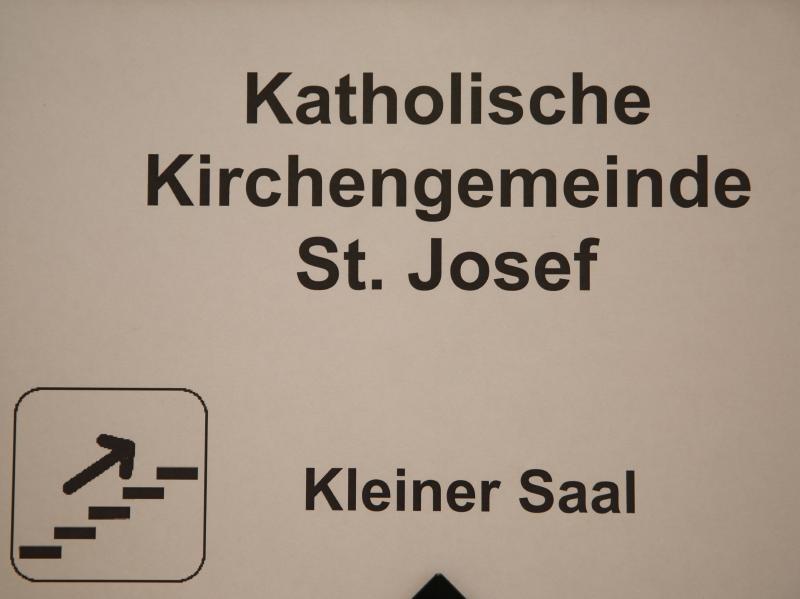 Katholische
Kirchengemeinde
St. Josef
Kleiner Saal